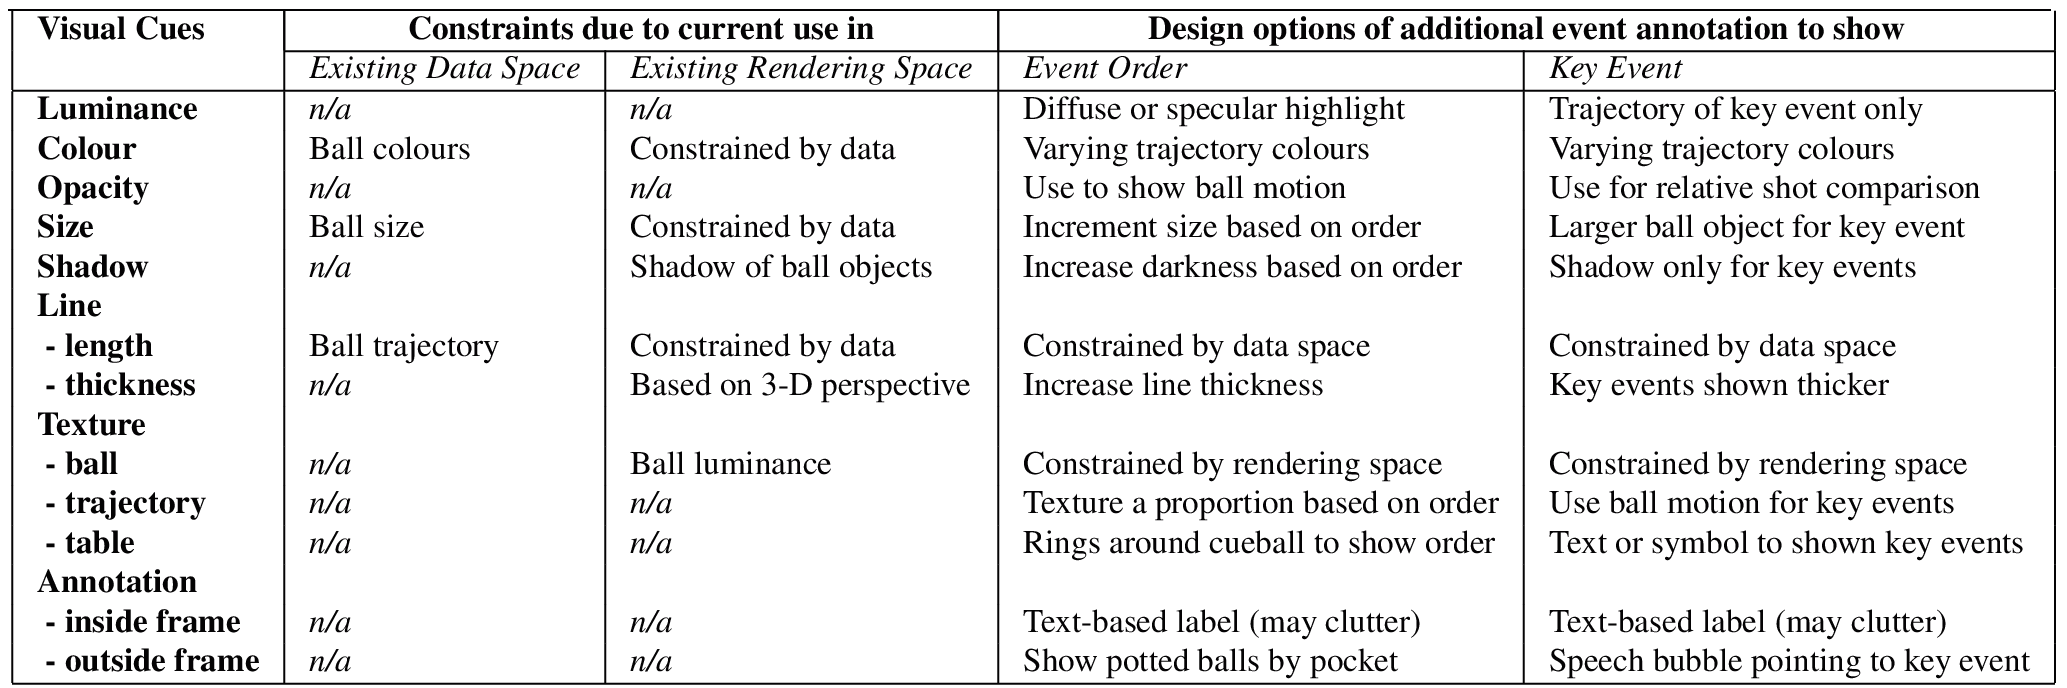 Visual Cues Constraints due to current use in Design options of additional event annotation to show
Existing Data Space Existing Rendering Space Event Order Key Event
Luminance n/a n/a Diffuse or specular highlight Trajectory of key event only
Colour Ball colours Constrained by data Varying trajectory colours Varying trajectory colours
Opacity n/a n/a Use to show ball motion Use for relative shot comparison
Size Ball size Constrained by data Increment size based on order Larger ball object for key event
Shadow n/a Shadow of ball objects Increase darkness based on order Shadow only for key events
Line
- length Ball trajectory Constrained by data Constrained by data space Constrained by data space
- thickness n/a Based on 3-D perspective Increase line thickness Key events shown thicker
Texture
- ball n/a Ball luminance Constrained by rendering space Constrained by rendering space
- trajectory n/a n/a Texture a proportion based on order Use ball motion for key events
- table n/a n/a Rings around cueball to show order Text or symbol to shown key events
Annotation
- inside frame n/a n/a Text-based label (may clutter) Text-based label (may clutter)
- outside frame n/a n/a Show potted balls by pocket Speech bubble pointing to key event